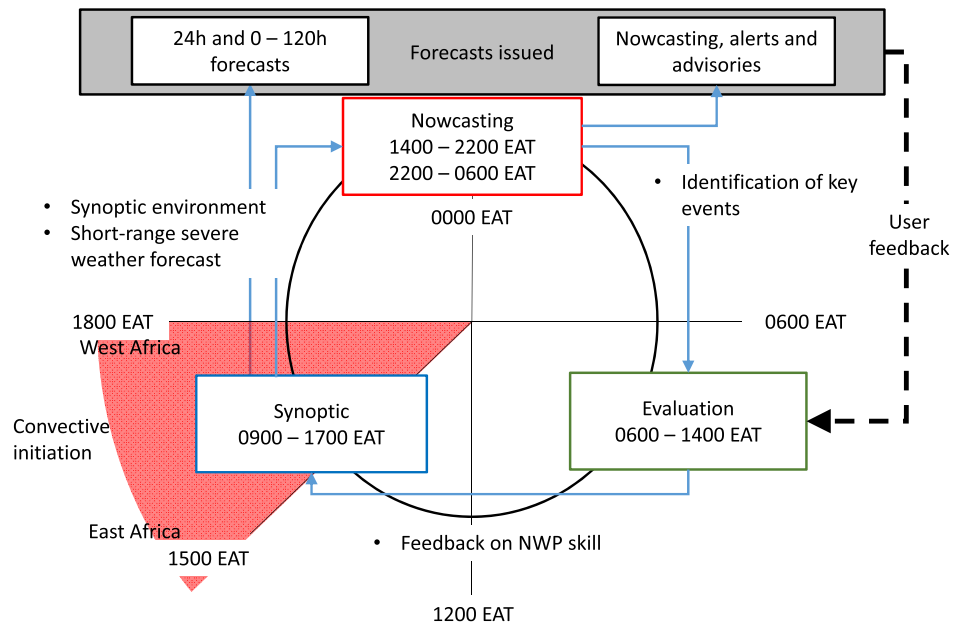 24h and 0 – 120h
forecasts
Forecasts issued
Nowcasting, alerts and
advisories
Nowcasting
1400 – 2200 EAT
2200 – 0600 EAT
• Identification of key
events
• Synoptic environment
• Short-range severe
weather forecast
0000 EAT
User
feedback
1800 EAT
0600 EAT
West Africa
Synoptic
0900 – 1700 EAT
Evaluation
0600 – 1400 EAT
Convective
initiation
East Africa
1500 EAT
• Feedback on NWP skill
1200 EAT